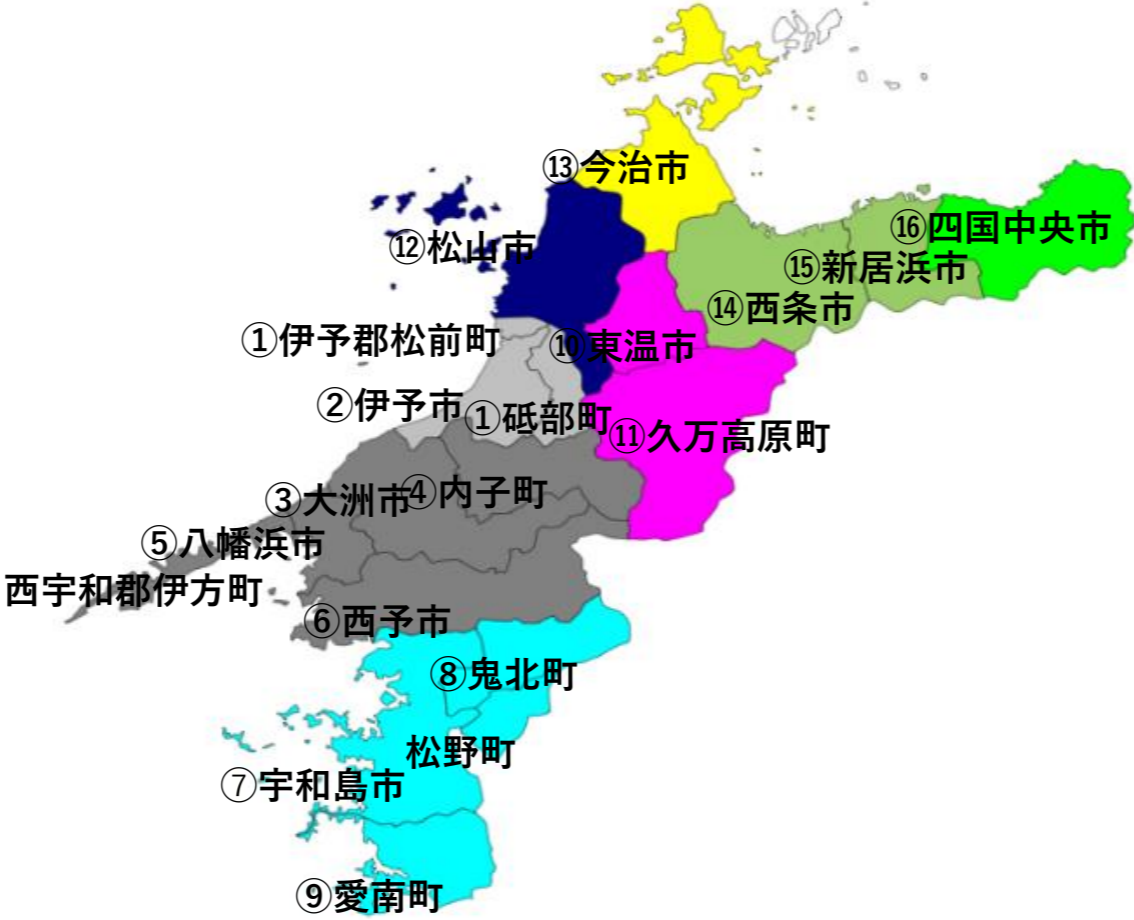 ⑬今治市
⑫松山市
⑯四国中央市
⑮新居浜市
⑭西条市
①伊予郡松前町
⑩東温市
②伊予市
①砥部町
⑪久万高原町
③大洲市
④内子町
⑤八幡浜市
西宇和郡伊方町
⑥西予市
⑧鬼北町
松野町
⑦宇和島市
⑨愛南町